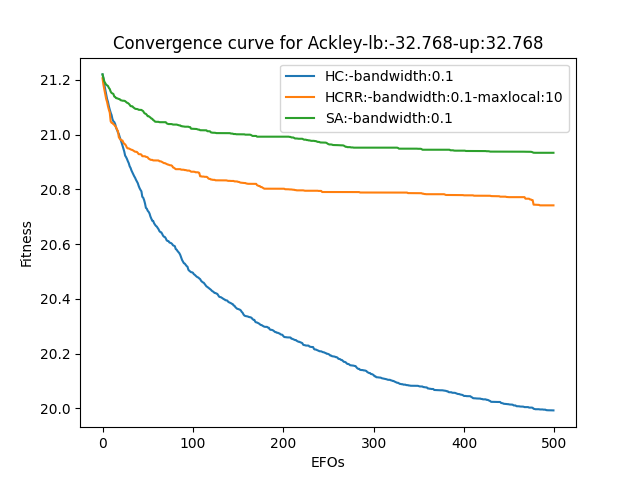 Convergence curve for Ackley-lb:-32.768-up:32.768
HC:-bandwidth:0.1
HCRR:-bandwidth:0.1-maxlocal:10
SA:-bandwidth:0.1
Fitness
21.2
21.0
20.8
20.6
20.4
20.2
20.0
0 100 200 300 400 500
EFOs